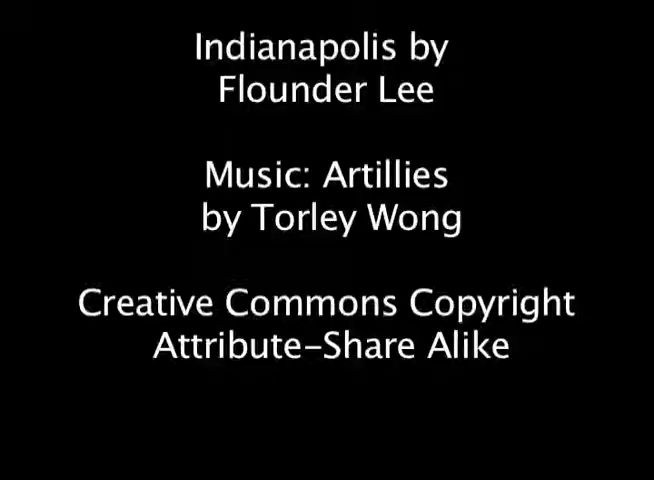 Indianapolis by
Flounder Lee
Music: Artillies
by Torley Wong
Creative Commons Copyright
Attribute-Share Alike